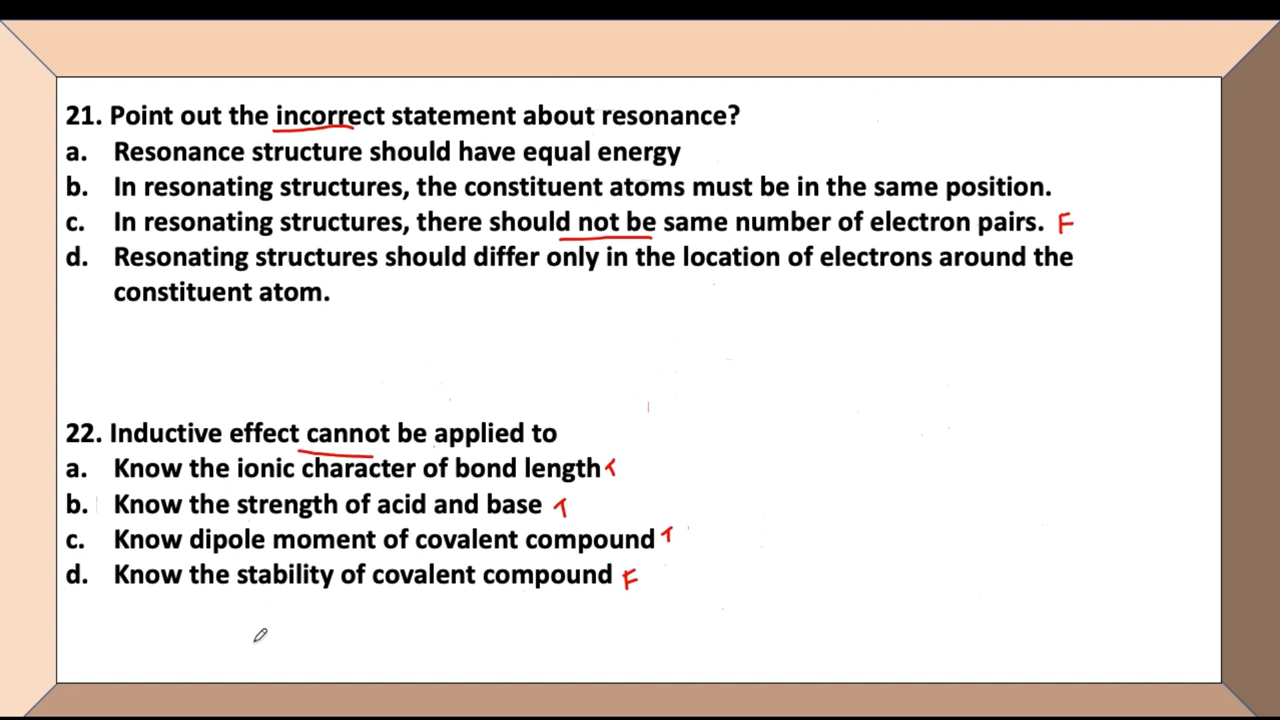 21. Point out the incorrect statement about resonance?
a. Resonance structure should have equal energy
b. In resonating structures, the constituent atoms must be in the same position.
c. In resonating structures, there should not be same number of electron pairs. F
d. Resonating structures should differ only in the location of electrons around the
constituent atom.
22. Inductive effect cannot be applied to
a. Know the ionic character of bond length T
b. Know the strength of acid and base T
c. Know dipole moment of covalent compound T
d. Know the stability of covalent compound F